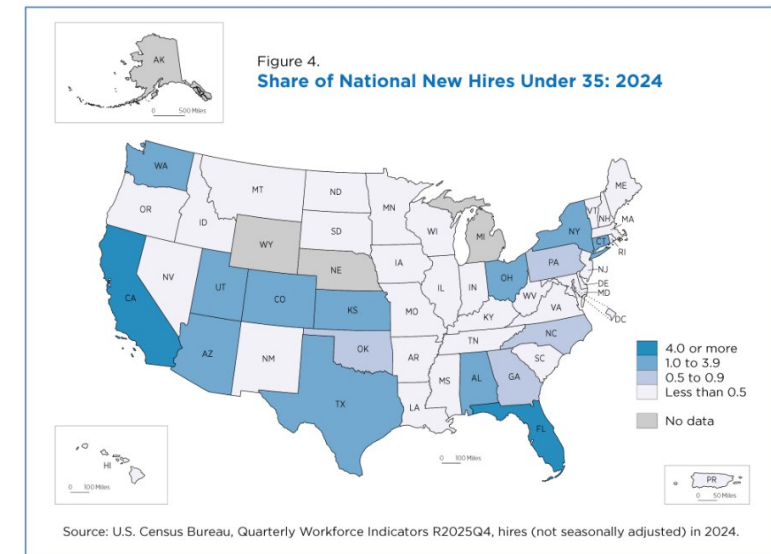 Figure 4.
Share of National New Hires Under 35: 2024
AK
0 500 Miles
WA
MT
ND
MN
ME
OR
ID
SD
WI
VT
NH
MA
NY
CT
RI
WY
MI
IA
NE
PA
NJ
NV
UT
CO
IL
IN
OH
DE
MD
WV
VA
DC
CA
KS
MO
KY
NC
TN
AZ
NM
OK
AR
SC
MS
AL
GA
TX
LA
FL
4.0 or more
1.0 to 3.9
0.5 to 0.9
Less than 0.5
No data
HI
0 100 Miles
0 100 Miles
PR
0 50 Miles
Source: U.S. Census Bureau, Quarterly Workforce Indicators R2025Q4, hires (not seasonally adjusted) in 2024.